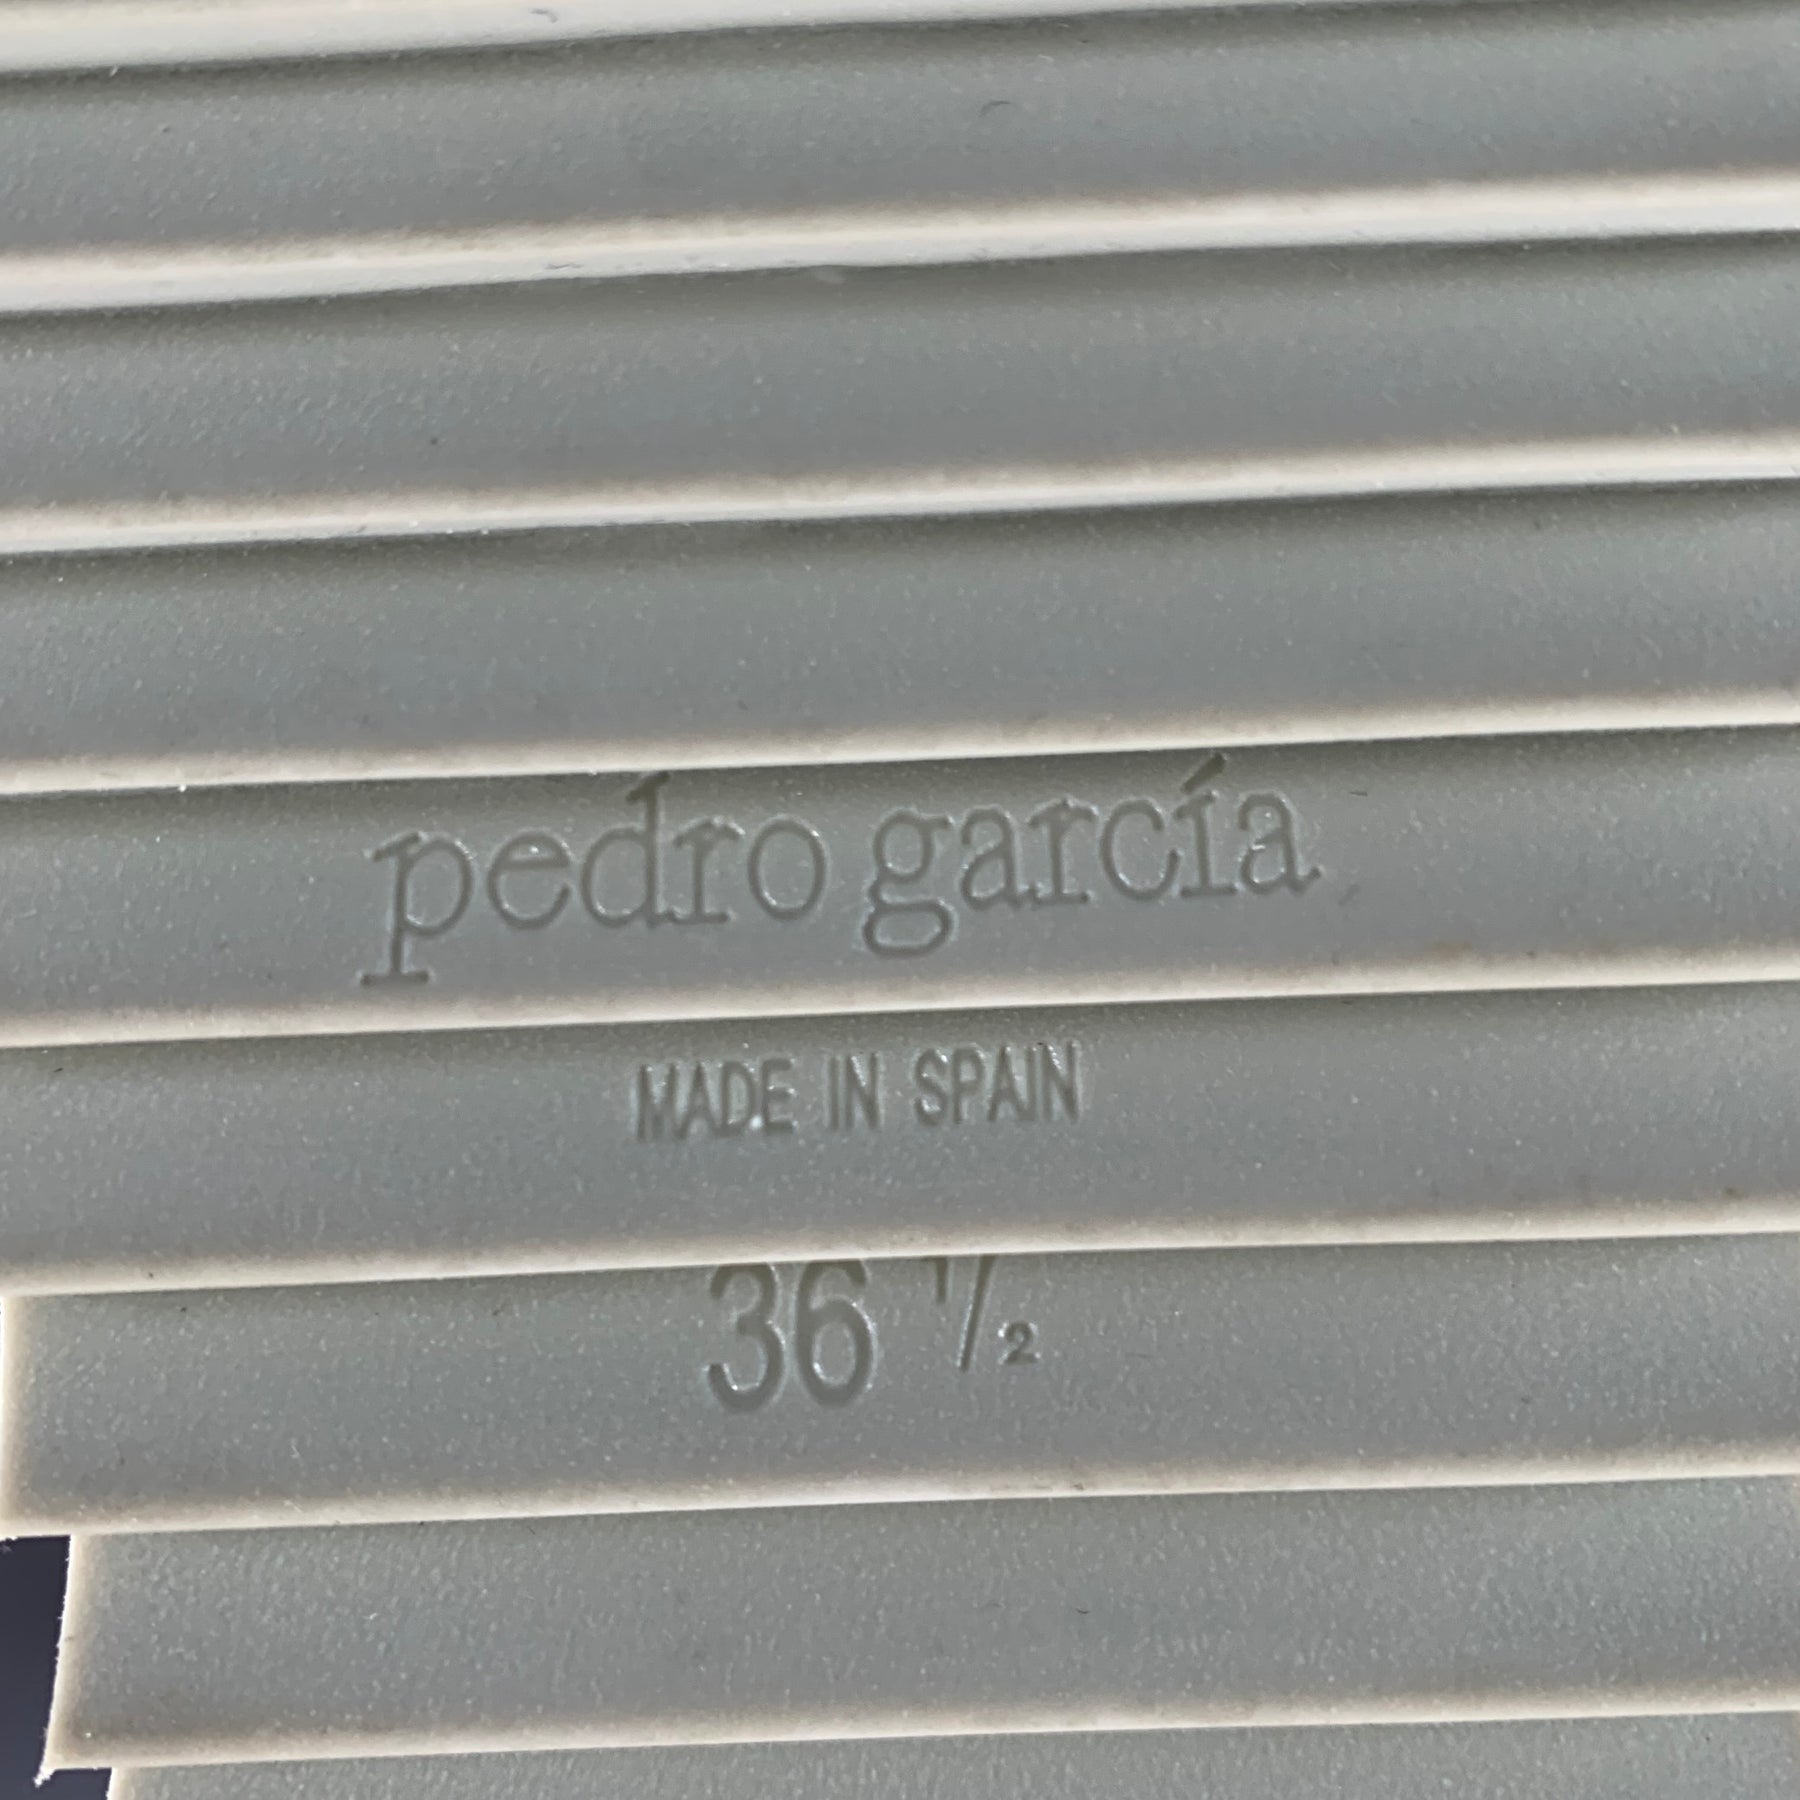 pedro garcía
MADE IN SPAIN
36 1/2